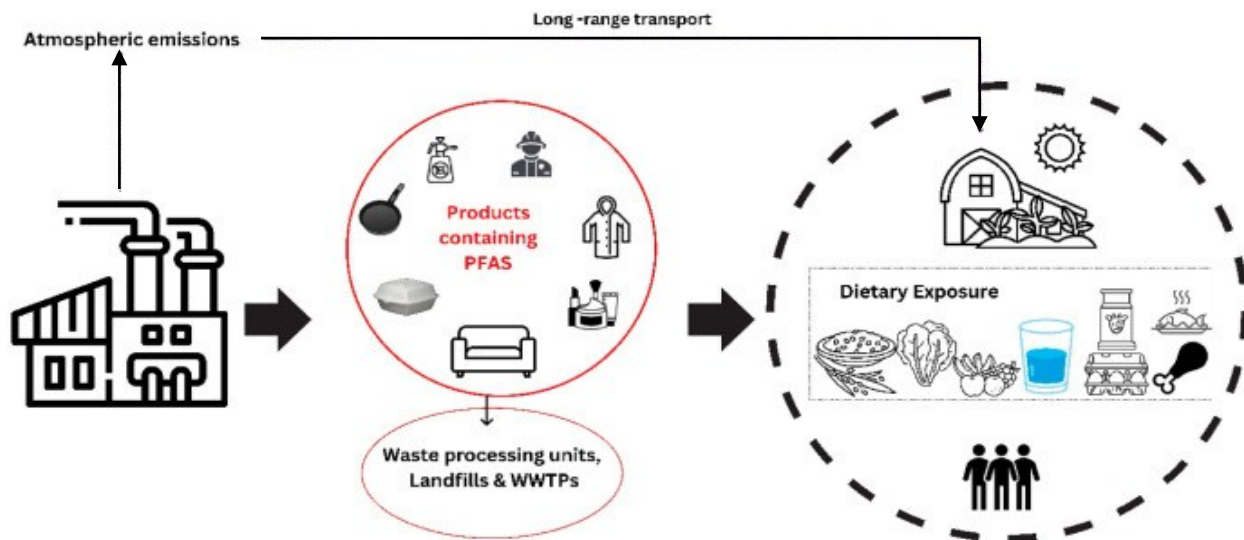 Long -range transport
Atmospheric emissions
Products
containing
PFAS
Dietary Exposure
Waste processing units,
Landfills & WWTPs